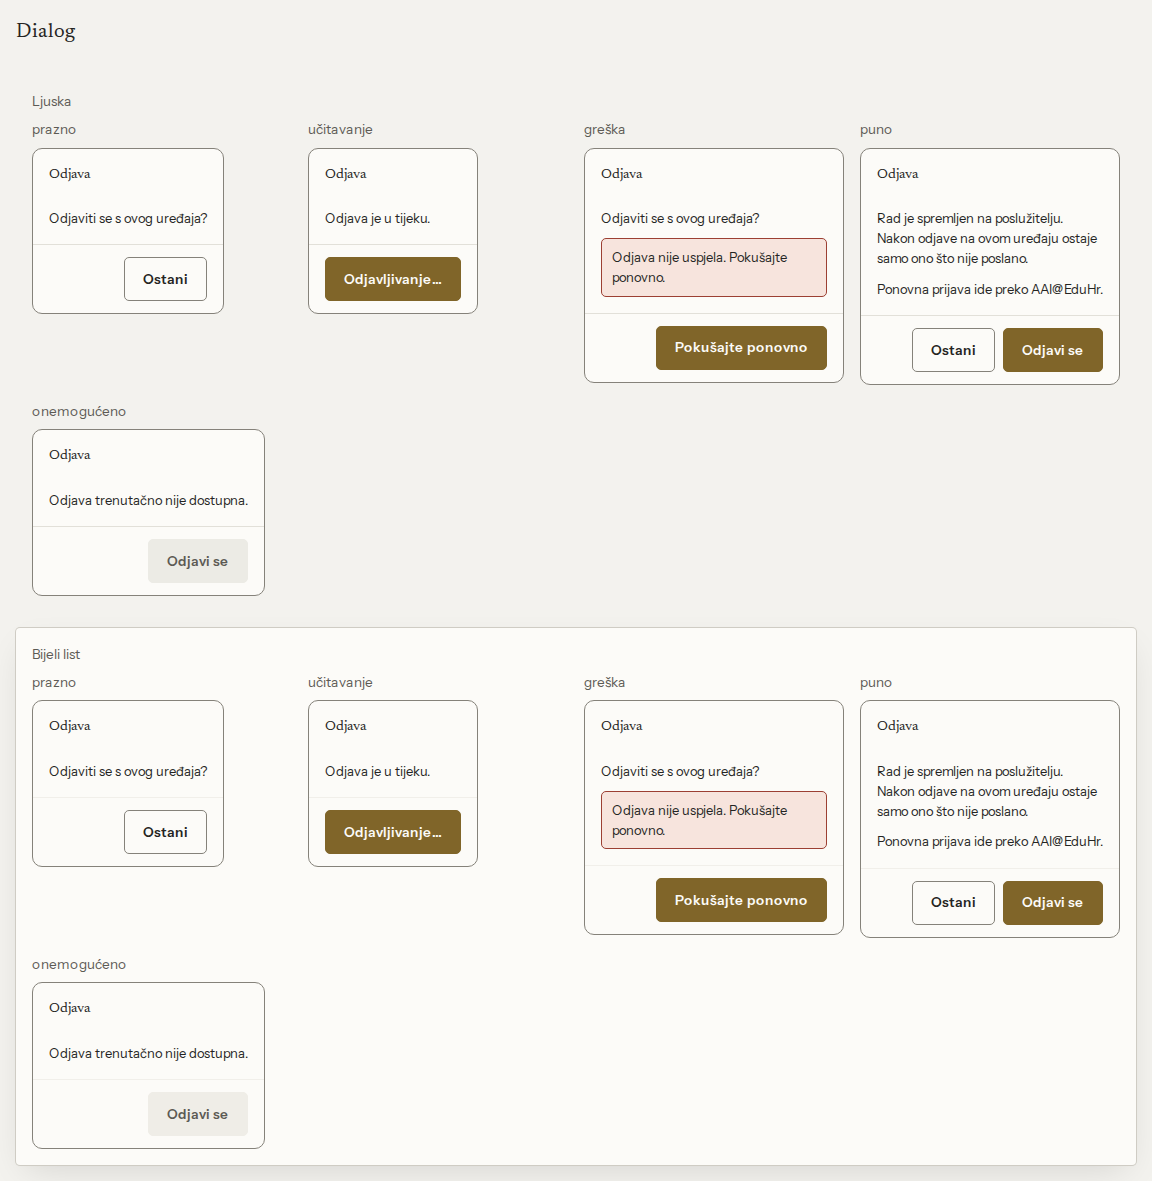 Dialog
Ljuska
prazno
Odjava
Odjaviti se s ovog uređaja?
Ostani
učitavanje
Odjava
Odjava je u tijeku.
Odjavljivanje…
greška
Odjava
Odjaviti se s ovog uređaja?
Odjava nije uspjela. Pokušajte
ponovno.
Pokušajte ponovno
puno
Odjava
Rad je spremljen na poslužitelju.
Nakon odjave na ovom uređaju ostaje
samo ono što nije poslano.
Ponovna prijava ide preko AAI@EduHr.
Ostani
Odjavi se
onemogućeno
Odjava
Odjava trenutačno nije dostupna.
Odjavi se
Bijeli list
prazno
Odjava
Odjaviti se s ovog uređaja?
Ostani
učitavanje
Odjava
Odjava je u tijeku.
Odjavljivanje…
greška
Odjava
Odjaviti se s ovog uređaja?
Odjava nije uspjela. Pokušajte
ponovno.
Pokušajte ponovno
puno
Odjava
Rad je spremljen na poslužitelju.
Nakon odjave na ovom uređaju ostaje
samo ono što nije poslano.
Ponovna prijava ide preko AAI@EduHr.
Ostani
Odjavi se
onemogućeno
Odjava
Odjava trenutačno nije dostupna.
Odjavi se